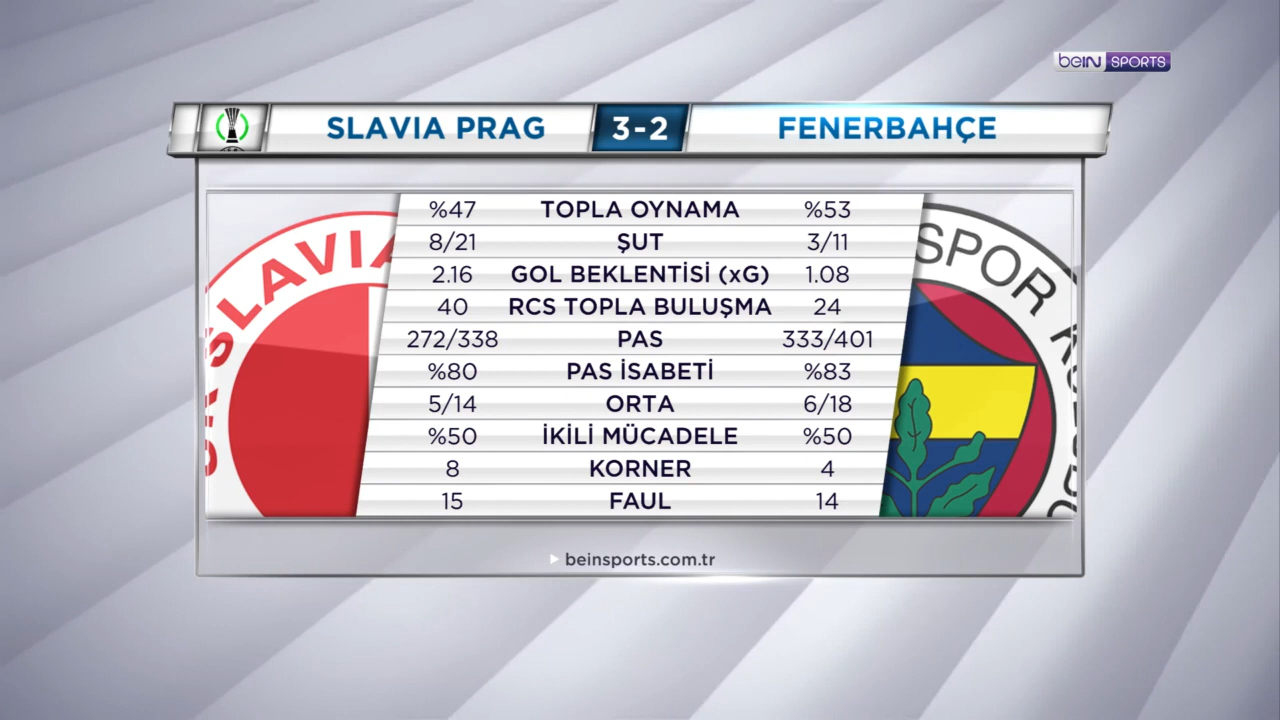 beIN SPORTS
SLAVIA PRAG 3-2 FENERBAHÇE
%47 TOPLA OYNAMA %53
8/21 ŞUT 3/11
2.16 GOL BEKLENTİSİ (xG) 1.08
40 RCS TOPLA BULUŞMA 24
272/338 PAS 333/401
%80 PAS İSABETİ %83
5/14 ORTA 6/18
%50 İKİLİ MÜCADELE %50
8 KORNER 4
15 FAUL 14
SLAVIA
SPOR
beinsports.com.tr